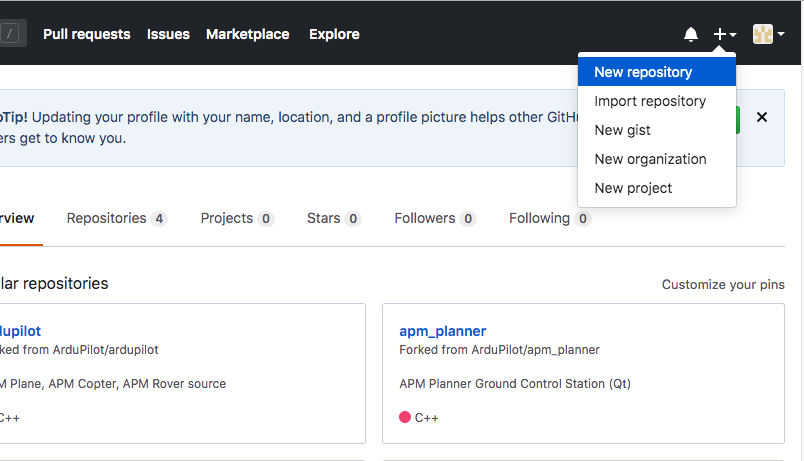 / Pull requests Issues Marketplace Explore
New repository
Import repository
New gist
New organization
New project
oTip! Updating your profile with your name, location, and a profile picture helps other GitHu
ers get to know you.
rview Repositories 4 Projects 0 Stars 0 Followers 0 Following 0
lar repositories Customize your pins
dupilot
ked from ArduPilot/ardupilot
M Plane, APM Copter, APM Rover source
C++
apm_planner
Forked from ArduPilot/apm_planner
APM Planner Ground Control Station (Qt)
C++